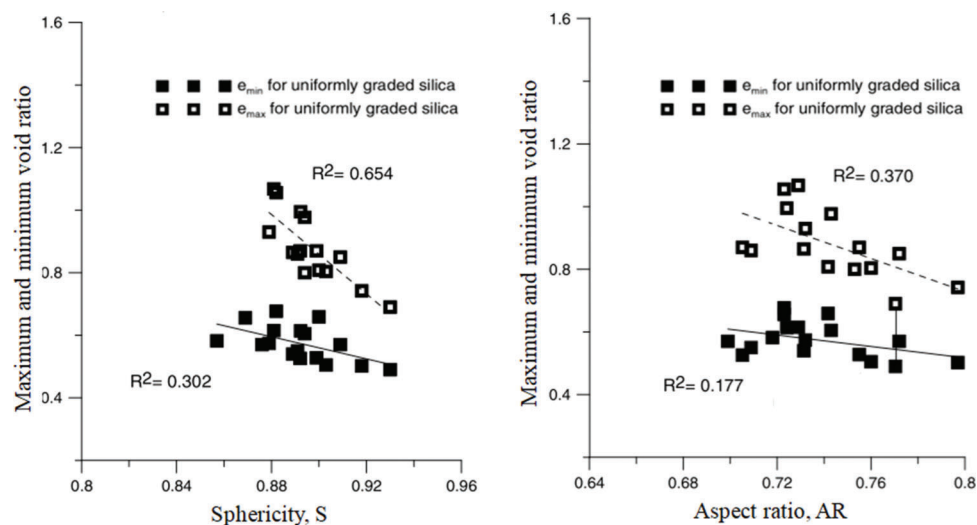 Maximum and minimum void ratio
1.6
1.2
0.8
0.4
e_min for uniformly graded silica
e_max for uniformly graded silica
R2= 0.654
R2= 0.302
0.8
0.84
0.88
0.92
0.96
Sphericity, S
Maximum and minimum void ratio
1.6
1.2
0.8
0.4
e_min for uniformly graded silica
e_max for uniformly graded silica
R2= 0.370
R2= 0.177
0.64
0.68
0.72
0.76
0.8
Aspect ratio, AR